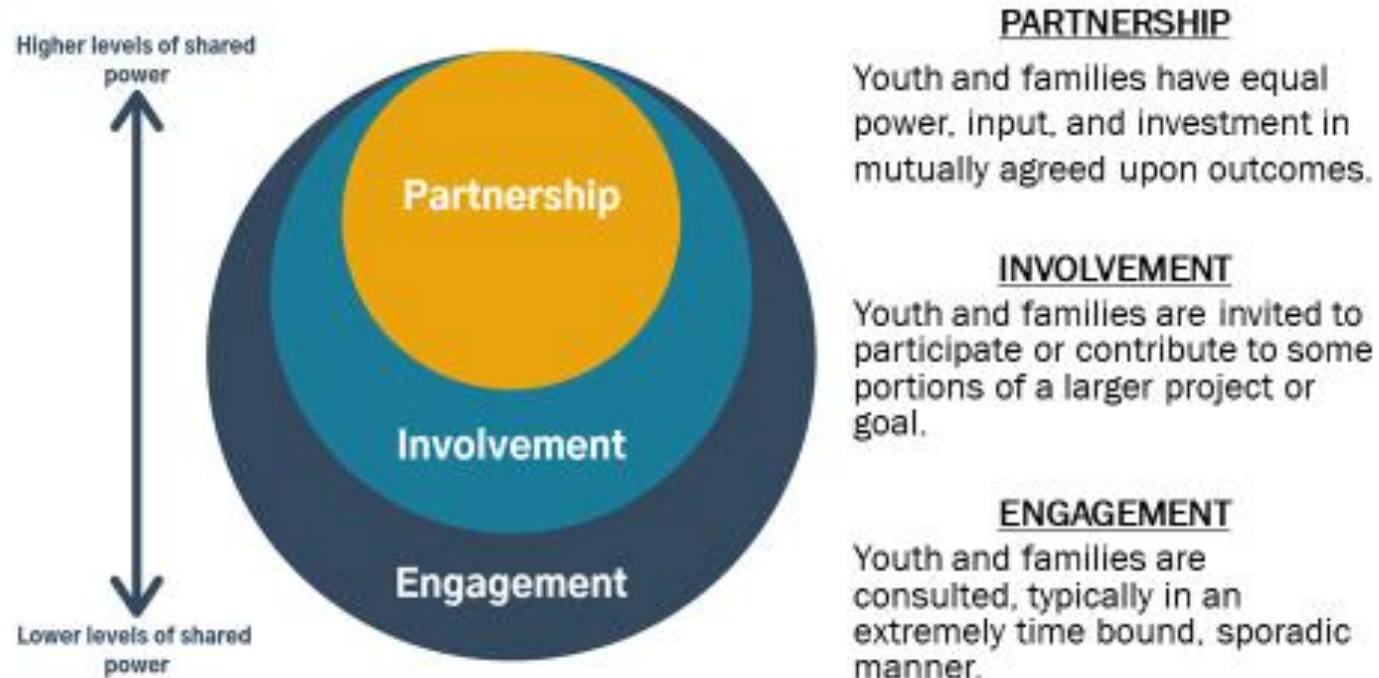 Higher levels of shared
power
Partnership
Involvement
Engagement
Lower levels of shared
power
PARTNERSHIP
Youth and families have equal
power, input, and investment in
mutually agreed upon outcomes.
INVOLVEMENT
Youth and families are invited to
participate or contribute to some
portions of a larger project or
goal.
ENGAGEMENT
Youth and families are
consulted, typically in an
extremely time bound, sporadic
manner.